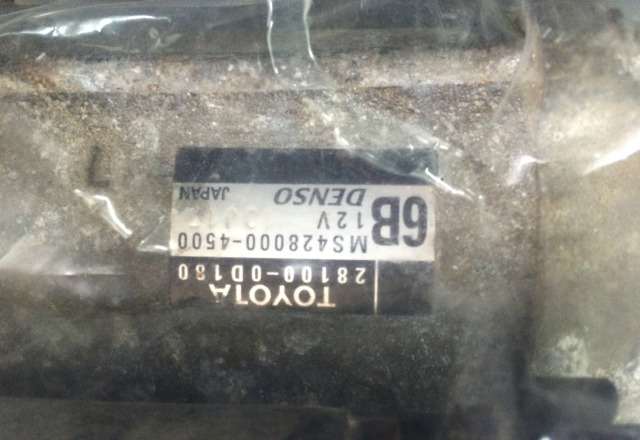 TOYOTA
28100-0D180
MS428000-4500
6B 12V
DENSO JAPAN